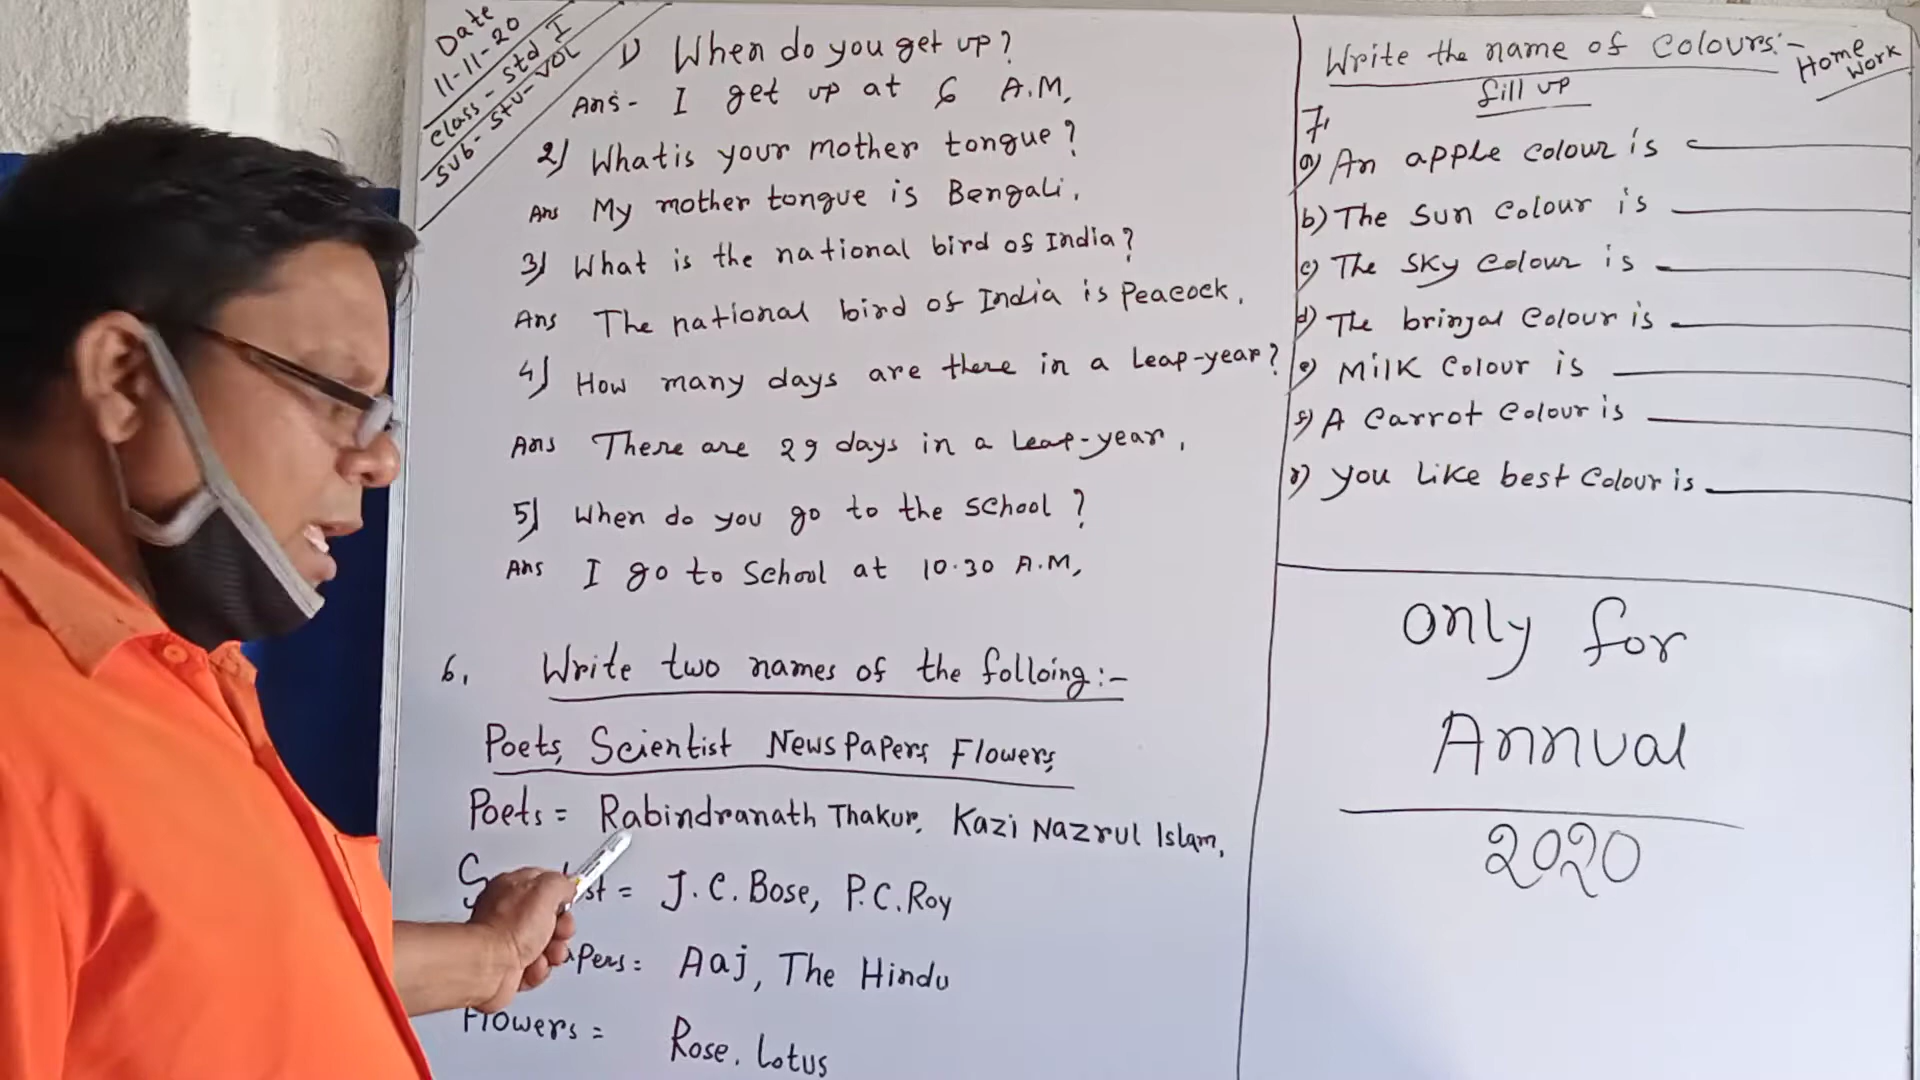 Date
11-11-20
Class - Std I
Sub - Stu - VOL
1) When do you get up?
Ans - I get up at 6 A.M,
2) What is your mother tongue?
Ans My mother tongue is Bengali.
3) What is the national bird of India?
Ans The national bird of India is Peacock.
4) How many days are there in a Leap-year?
Ans There are 29 days in a Leap-year,
5) When do you go to the school?
Ans I go to School at 10.30 A.M,
6. Write two names of the folloing:-
Poets, Scientist News Papers, Flowers,
Poets = Rabindranath Thakur, Kazi Nazrul Islam,
= J.C. Bose, P.C. Roy
= Aaj, The Hindu
Flowers = Rose, Lotus
Write the name of Colours:-
Home Work
fill up
7,
a) An apple colour is
b) The Sun Colour is
c) The Sky Colour is
d) The brinjal Colour is
e) Milk Colour is
f) A Carrot Colour is
g) You like best Colour is
Only for
Annual
2020